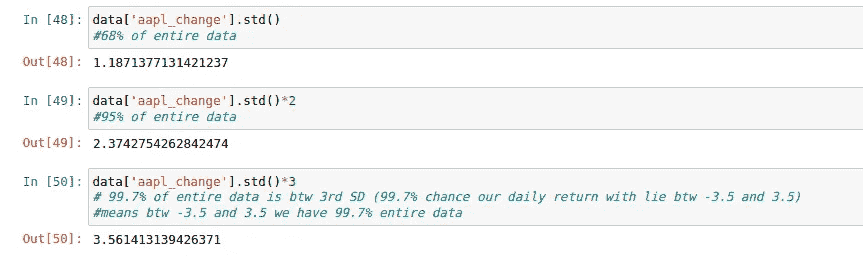 In [48]: data['aapl_change'].std()
#68% of entire data
Out[48]: 1.1871377131421237
In [49]: data['aapl_change'].std()*2
#95% of entire data
Out[49]: 2.3742754262842474
In [50]: data['aapl_change'].std()*3
# 99.7% of entire data is btw 3rd SD (99.7% chance our daily return with lie btw -3.5 and 3.5)
#means btw -3.5 and 3.5 we have 99.7% entire data
Out[50]: 3.561413139426371